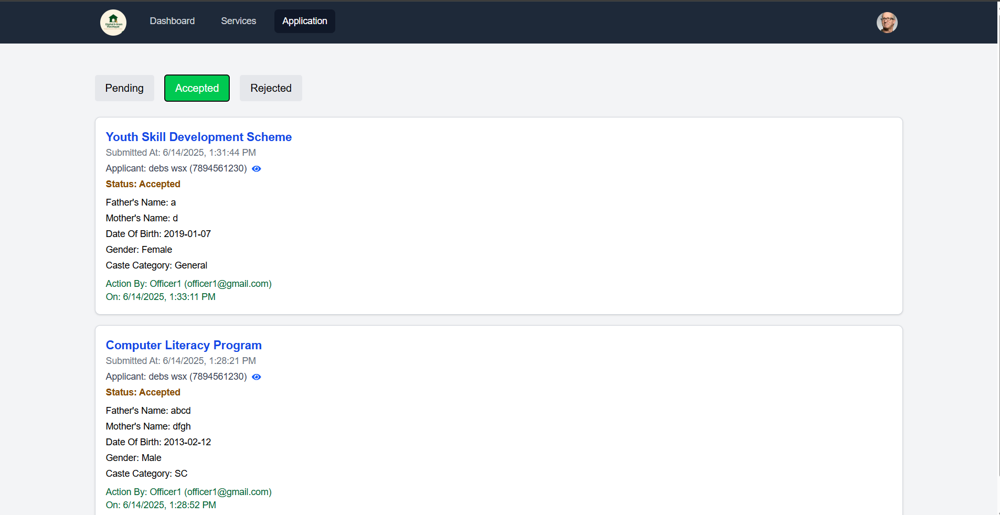 Digital E-Gram
Panchayat
Dashboard
Services
Application
Pending
Accepted
Rejected
Youth Skill Development Scheme
Submitted At: 6/14/2025, 1:31:44 PM
Applicant: debs wsx (7894561230)
Status: Accepted
Father's Name: a
Mother's Name: d
Date Of Birth: 2019-01-07
Gender: Female
Caste Category: General
Action By: Officer1 (officer1@gmail.com)
On: 6/14/2025, 1:33:11 PM
Computer Literacy Program
Submitted At: 6/14/2025, 1:28:21 PM
Applicant: debs wsx (7894561230)
Status: Accepted
Father's Name: abcd
Mother's Name: dfgh
Date Of Birth: 2013-02-12
Gender: Male
Caste Category: SC
Action By: Officer1 (officer1@gmail.com)
On: 6/14/2025, 1:28:52 PM